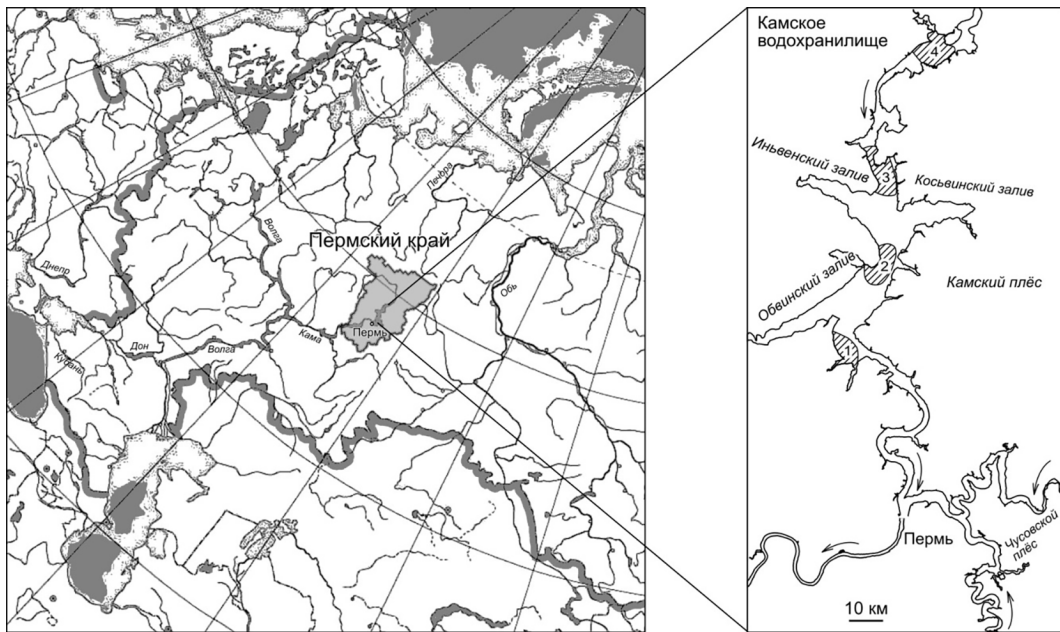 Печора
Волга
Пермский край
Днепр
Обь
Пермь
Кама
Дон
Волга
Кубань
Камское
водохранилище
4
Иньвенский залив
3
Косьвинский залив
2
Обвинский залив
Камский плёс
1
Чусовской
плёс
Пермь
10 км